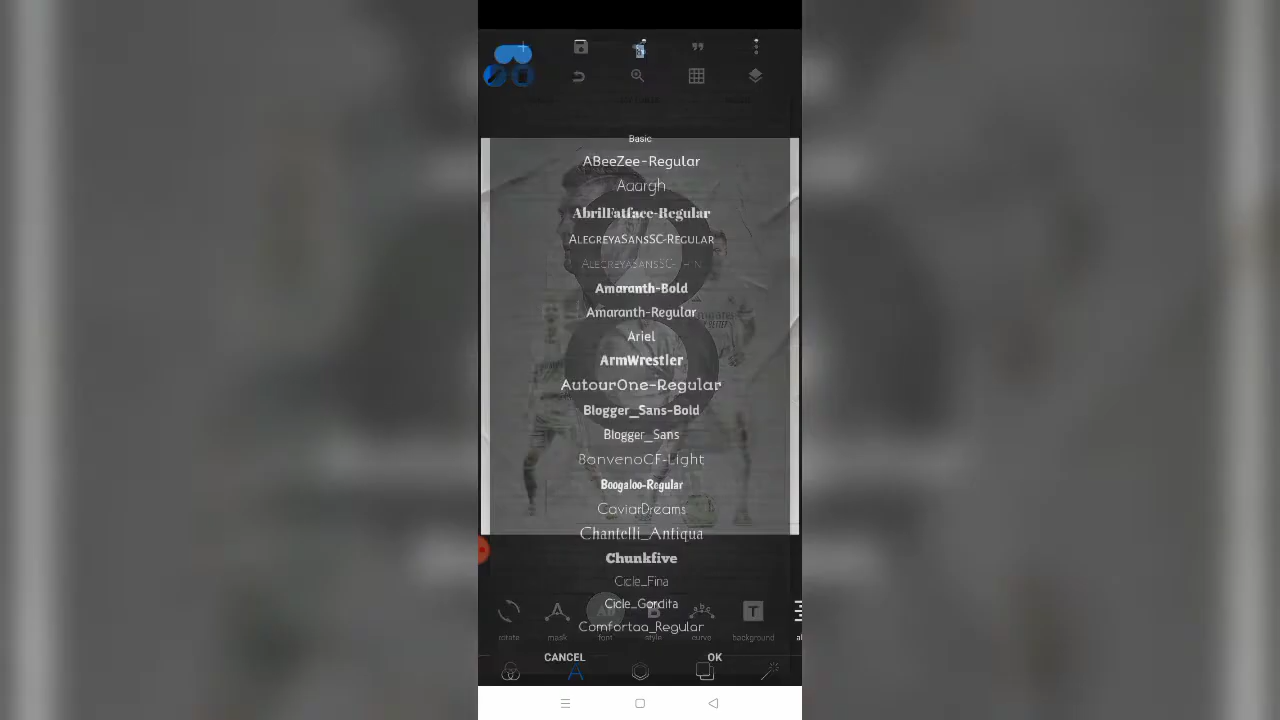 Basic
ABeeZee-Regular
Aaargh
AbrilFatface-Regular
AlegreyaSansSC-Regular
Amaranth-Bold
Amaranth-Regular
Ariel
ArmWrestler
AutourOne-Regular
Blogger_Sans-Bold
Blogger_Sans
BonvenoCF-Light
Boogaloo-Regular
CaviarDreams
Chantelli_Antiqua
Chunkfive
Cicle_Fina
Cicle_Gordita
Comfortaa_Regular
rotate mask font style curve background
CANCEL OK